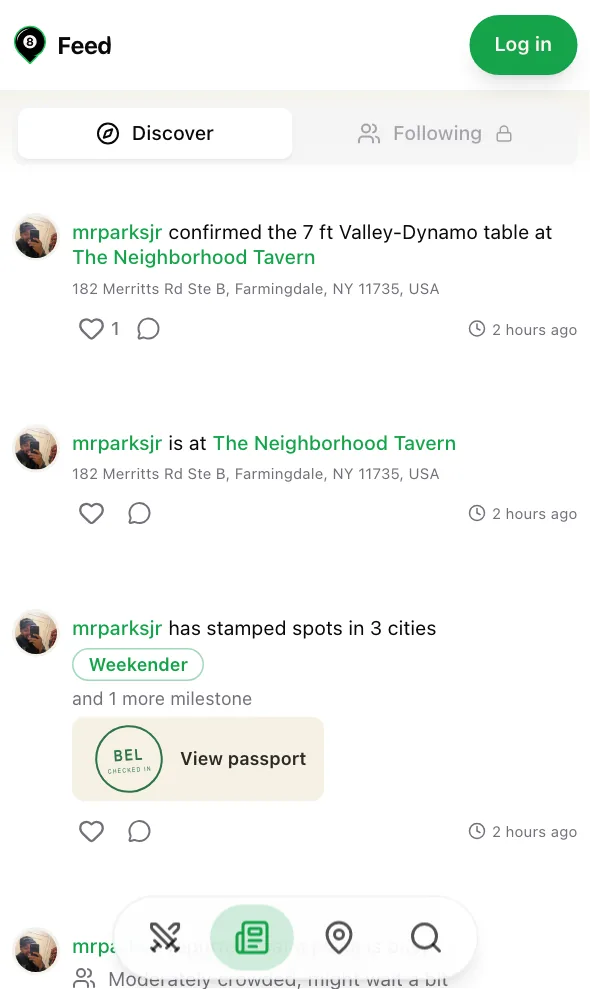 8
Feed
Log in
Discover
Following
mrparksjr confirmed the 7 ft Valley-Dynamo table at
The Neighborhood Tavern
182 Merritts Rd Ste B, Farmingdale, NY 11735, USA
1
2 hours ago
mrparksjr is at The Neighborhood Tavern
182 Merritts Rd Ste B, Farmingdale, NY 11735, USA
2 hours ago
mrparksjr has stamped spots in 3 cities
Weekender
and 1 more milestone
BEL
CHECKED IN
View passport
2 hours ago
mrpa
Moderately crowded, might wait a bit